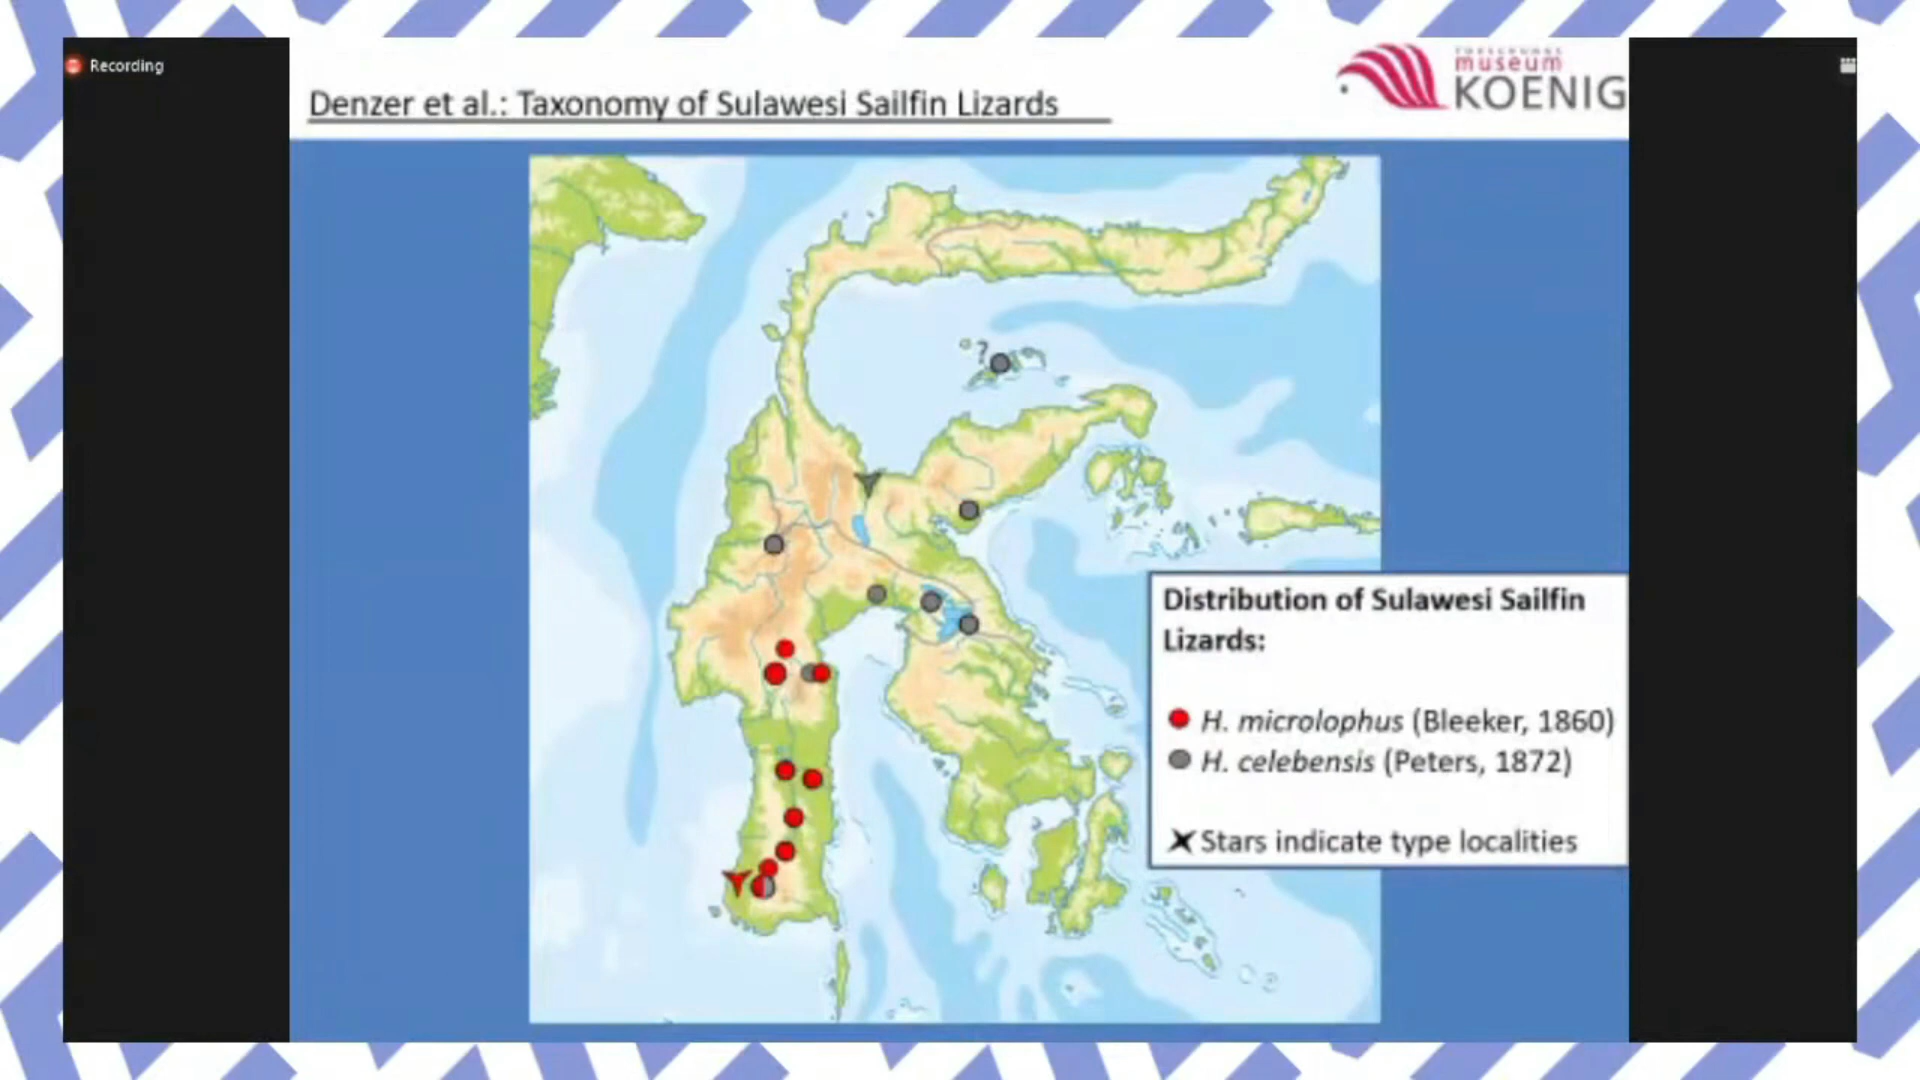 Recording
Denzer et al.: Taxonomy of Sulawesi Sailfin Lizards
museum
KOENIG
?
Distribution of Sulawesi Sailfin
Lizards:
H. microlophus (Bleeker, 1860)
H. celebensis (Peters, 1872)
Stars indicate type localities